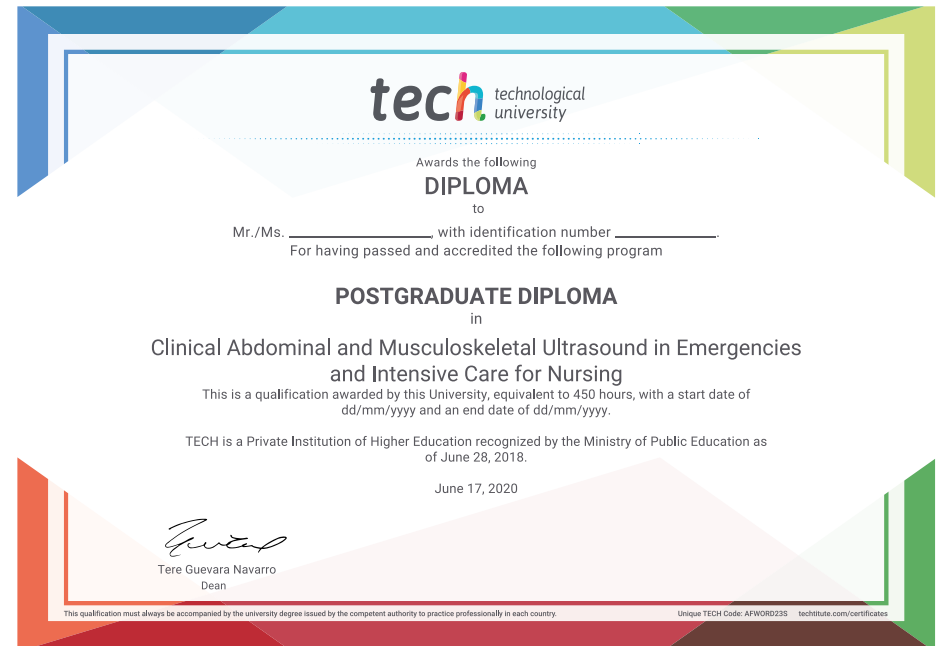 tech technological
university
Awards the following
DIPLOMA
to
Mr./Ms. ____________________, with identification number ______________.
For having passed and accredited the following program
POSTGRADUATE DIPLOMA
in
Clinical Abdominal and Musculoskeletal Ultrasound in Emergencies
and Intensive Care for Nursing
This is a qualification awarded by this University, equivalent to 450 hours, with a start date of
dd/mm/yyyy and an end date of dd/mm/yyyy.
TECH is a Private Institution of Higher Education recognized by the Ministry of Public Education as
of June 28, 2018.
June 17, 2020
Tere Guevara Navarro
Dean
This qualification must always be accompanied by the university degree issued by the competent authority to practice professionally in each country. Unique TECH Code: AFWORD23S techtitute.com/certificates